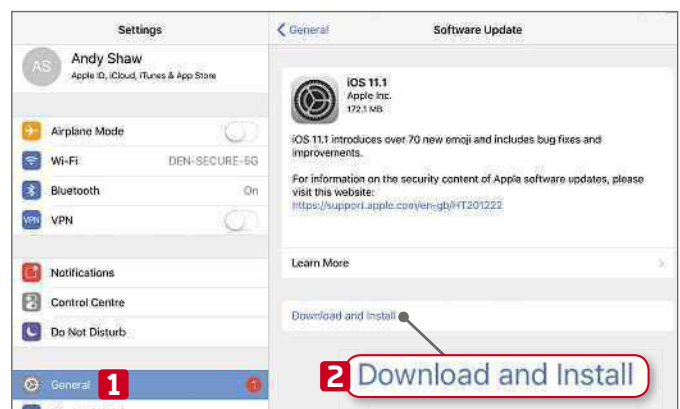 Settings
AS
Andy Shaw
Apple ID, iCloud, iTunes & App Store
Airplane Mode
Wi-Fi DEN-SECURE-5G
Bluetooth On
VPN VPN
Notifications
Control Centre
Do Not Disturb
General 1
1
General Software Update
iOS 11.1
Apple Inc.
172.1 MB
iOS 11.1 introduces over 70 new emoji and includes bug fixes and
improvements.
For information on the security content of Apple software updates, please
visit this website:
https://support.apple.com/en-gb/HT201222
Learn More
Download and Install
2 Download and Install